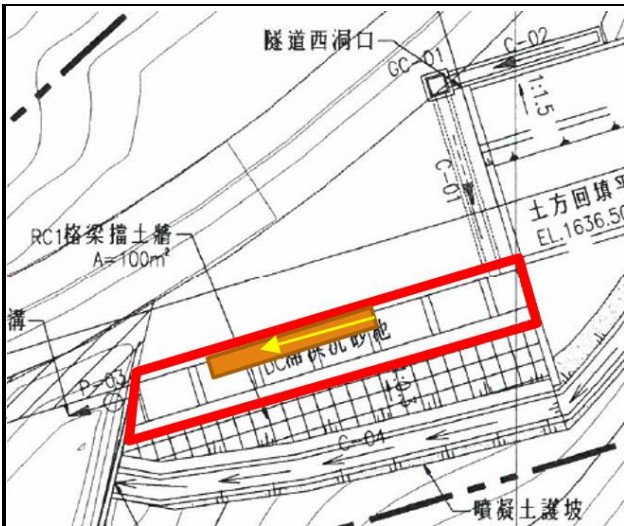 隧道西洞口
C-02
GC-01
1:1.5
C-01
土方回填平
EL.1636.50
RC1格梁擋土牆
A=100m²
溝
P-03
C-04
噴凝土護坡